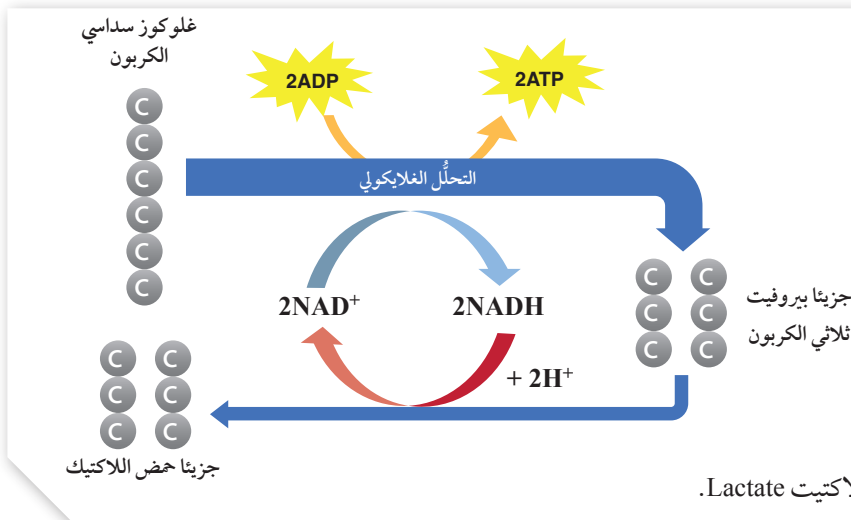 غلوكوز سداسي
الكربون
2ADP
2ATP
التحلُّل الغلايكولي
C
C
C
C
C
C
2NAD⁺
2NADH
+ 2H⁺
C C
C C
C C
جزيئا بيروفيت
ثلاثي الكربون
C C
C C
C C
جزيئا حمض اللاكتيك
لاكتيت Lactate.